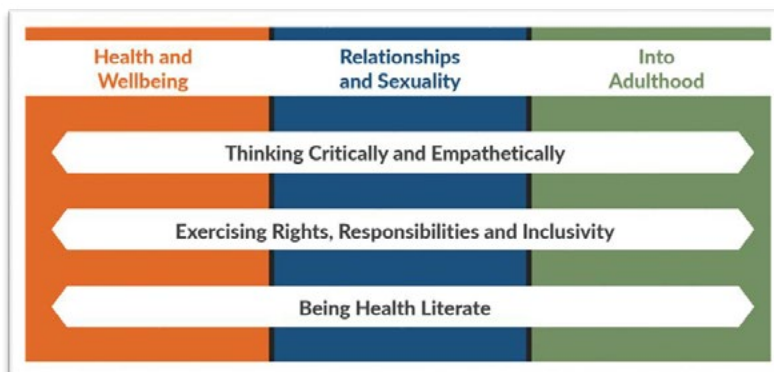 Health and
Wellbeing
Relationships
and Sexuality
Into
Adulthood
Thinking Critically and Empathetically
Exercising Rights, Responsibilities and Inclusivity
Being Health Literate